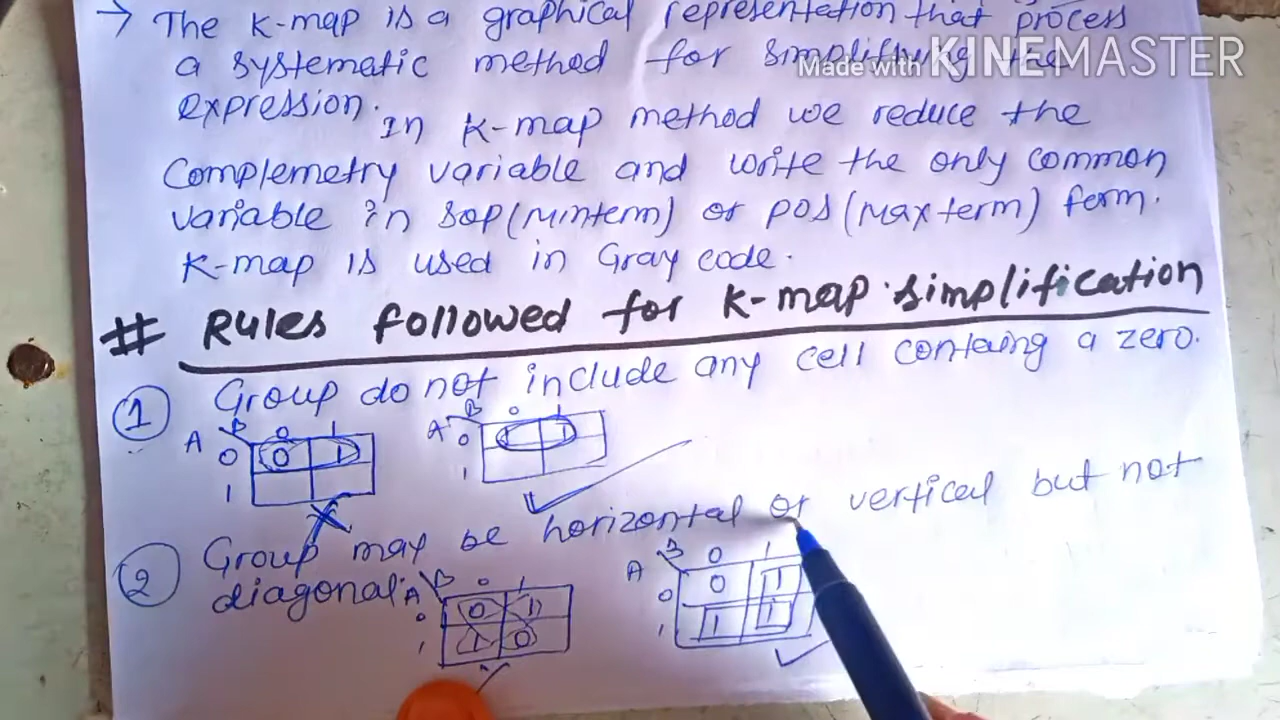 → The K-map is a graphical representation that process
a systematic method for simplifying the
expression.
In K-map method we reduce the
Complemetry variable and write the only common
variable in sop(Minterm) or POS (Maxterm) form.
K-map is used in Gray code.
# Rules followed for K-map simplification
1 Group do not include any cell containg a zero.
A B 0 1
0 0 1
1
A B 0 1
0 1 1
1
2 Group may be horizontal or vertical but not
diagonal.
A B 0 1
0 0 1
1 1 0
A B 0 1
0 0 1
1 1 1
Made with KINEMASTER